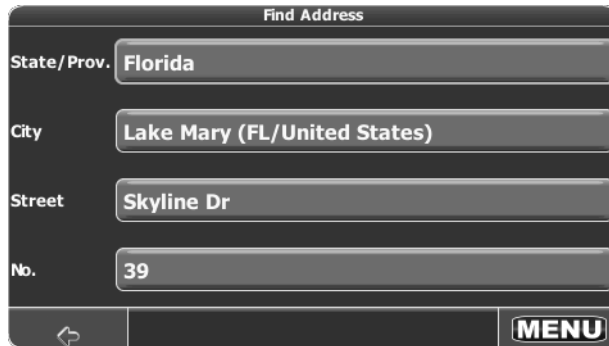 Find Address
State/Prov. Florida
City Lake Mary (FL/United States)
Street Skyline Dr
No. 39
MENU